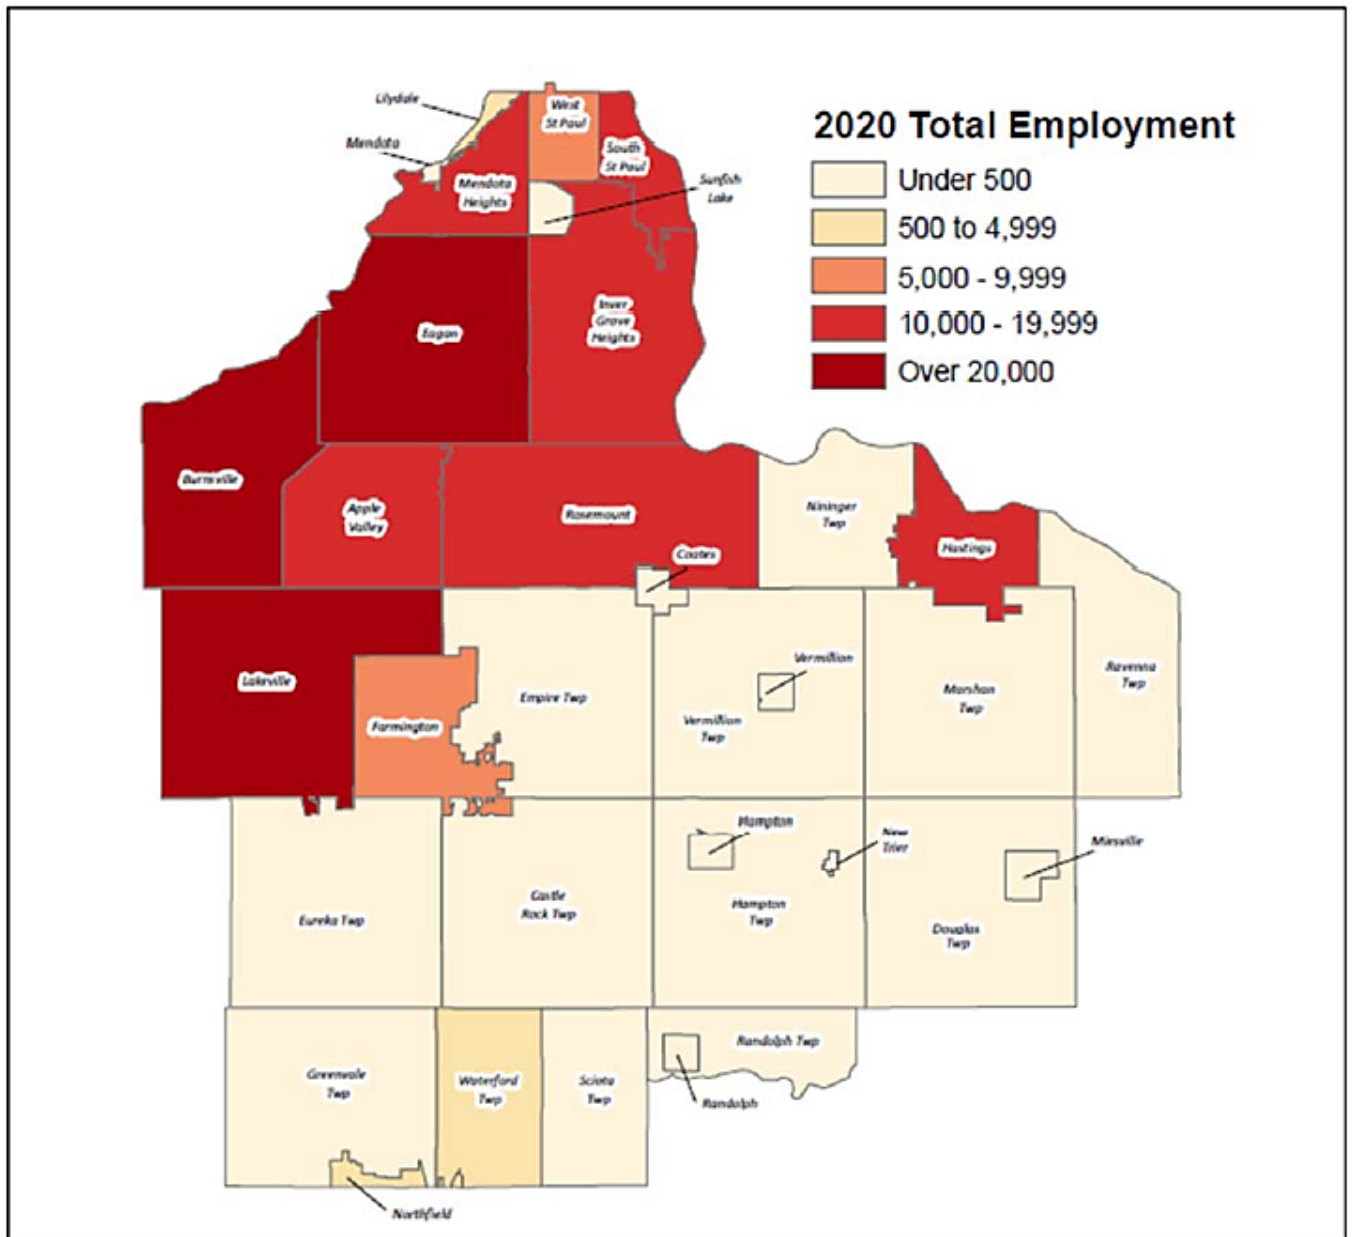 2020 Total Employment
Under 500
500 to 4,999
5,000 - 9,999
10,000 - 19,999
Over 20,000
Lilydale
Mendota
West
St Paul
South
St Paul
Mendota
Heights
Sunfish
Lake
Eagan
Inver
Grove
Heights
Burnsville
Apple
Valley
Rosemount
Coates
Nininger
Twp
Hastings
Lakeville
Farmington
Empire Twp
Vermillion
Vermillion
Twp
Marshan
Twp
Ravenna
Twp
Eureka Twp
Castle
Rock Twp
Hampton
Hampton
Twp
New
Trier
Miesville
Douglas
Twp
Greenvale
Twp
Waterford
Twp
Sciota
Twp
Randolph Twp
Randolph
Northfield